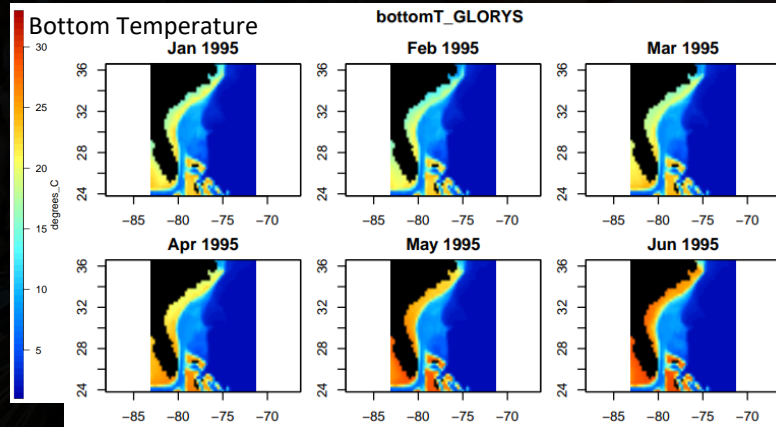 Bottom Temperature
bottomT_GLORYS
30
25
20
15
10
5
degrees_C
Jan 1995
Feb 1995
Mar 1995
36
32
28
24
36
32
28
24
36
32
28
24
−85 −80 −75 −70
−85 −80 −75 −70
−85 −80 −75 −70
Apr 1995
May 1995
Jun 1995
36
32
28
24
36
32
28
24
36
32
28
24
−85 −80 −75 −70
−85 −80 −75 −70
−85 −80 −75 −70